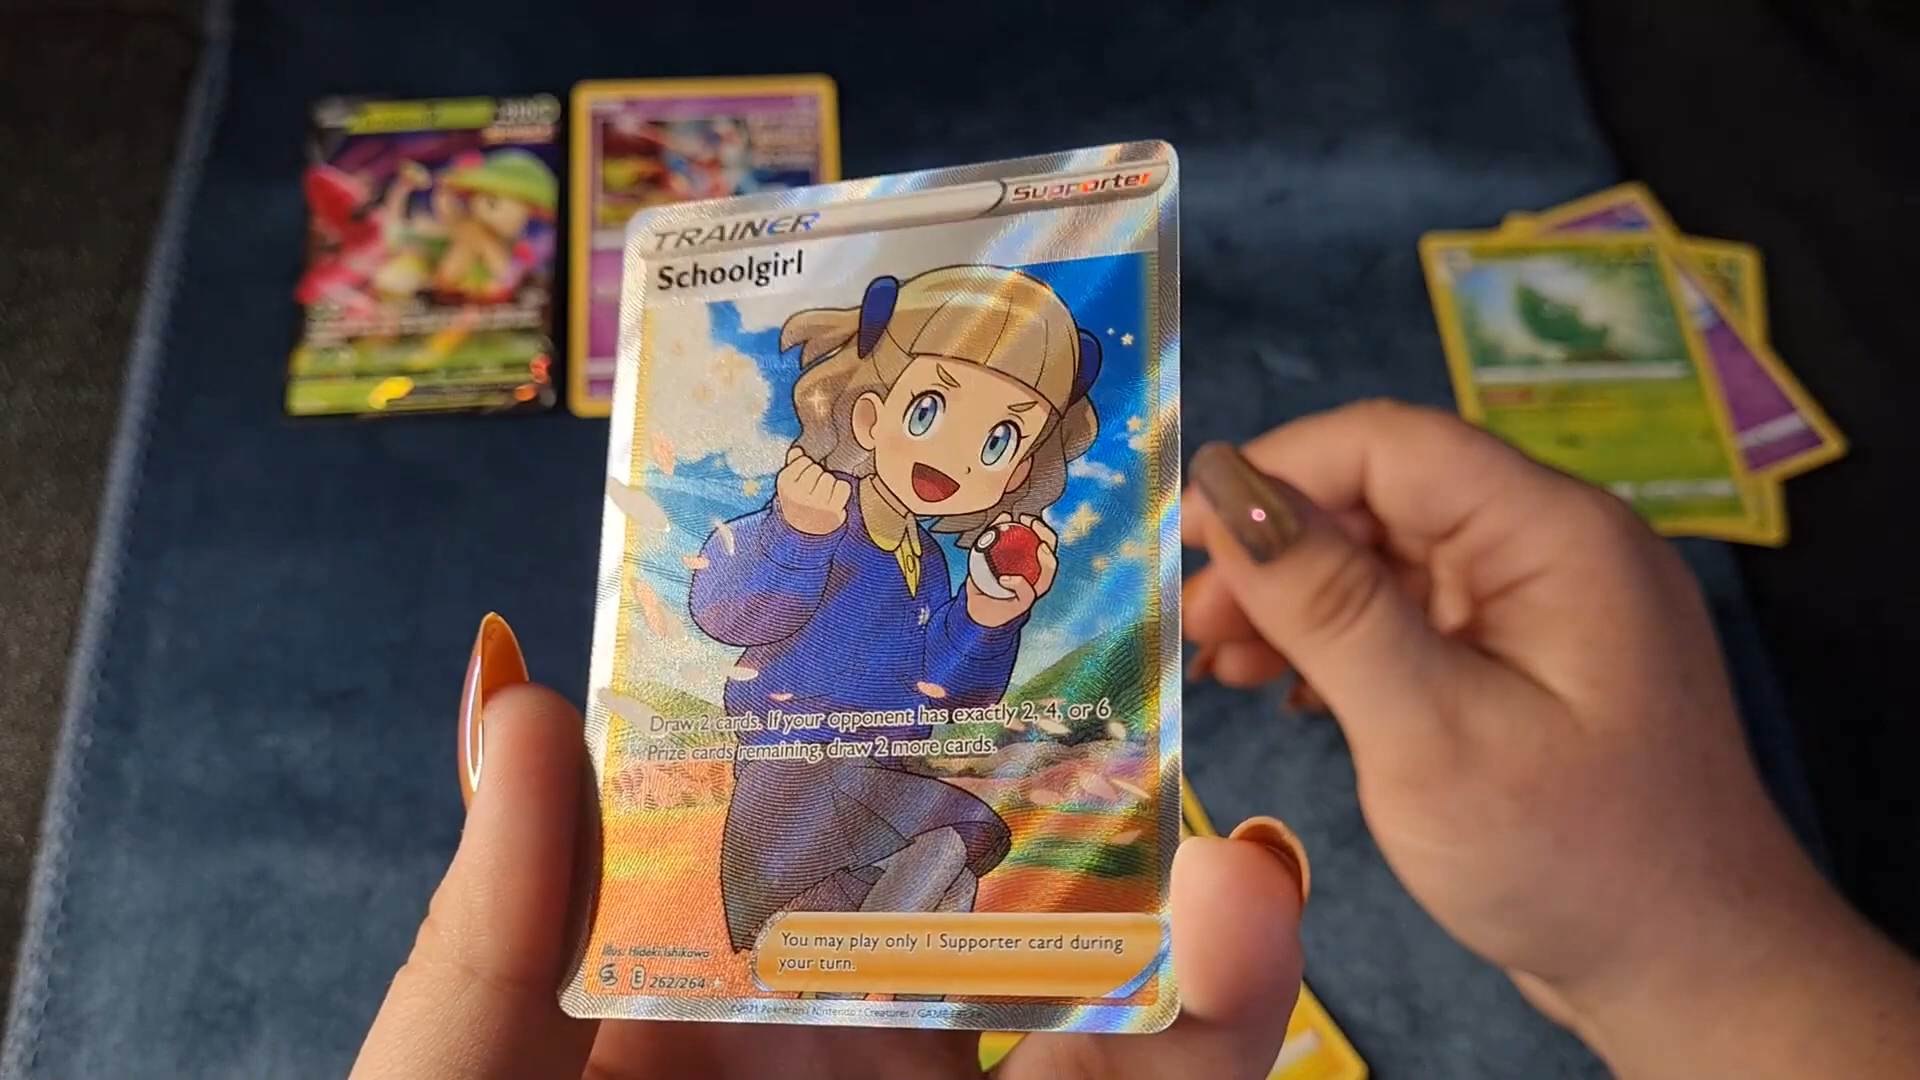 TRAINER
Supporter
Schoolgirl
Draw 2 cards. If your opponent has exactly 2, 4, or 6
Prize cards remaining, draw 2 more cards.
You may play only 1 Supporter card during
your turn.
Illus. Hideki Ishikawa
E 262/264
©2021 Pokémon / Nintendo / Creatures / GAME FREAK